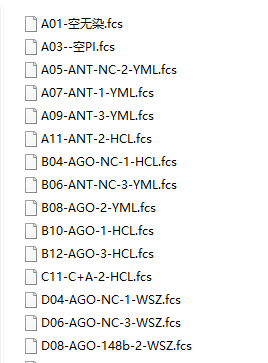 A01-空无染.fcs
A03--空PI.fcs
A05-ANT-NC-2-YML.fcs
A07-ANT-1-YML.fcs
A09-ANT-3-YML.fcs
A11-ANT-2-HCL.fcs
B04-AGO-NC-1-HCL.fcs
B06-ANT-NC-3-YML.fcs
B08-AGO-2-YML.fcs
B10-AGO-1-HCL.fcs
B12-AGO-3-HCL.fcs
C11-C+A-2-HCL.fcs
D04-AGO-NC-1-WSZ.fcs
D06-AGO-NC-3-WSZ.fcs
D08-AGO-148b-2-WSZ.fcs